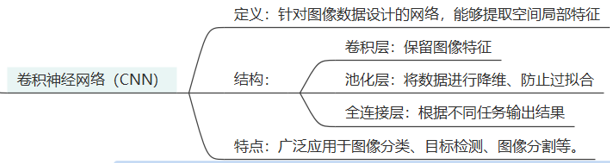 定义：针对图像数据设计的网络，能够提取空间局部特征
卷积层：保留图像特征
卷积神经网络（CNN）
结构：
池化层：将数据进行降维、防止过拟合
全连接层：根据不同任务输出结果
特点：广泛应用于图像分类、目标检测、图像分割等。